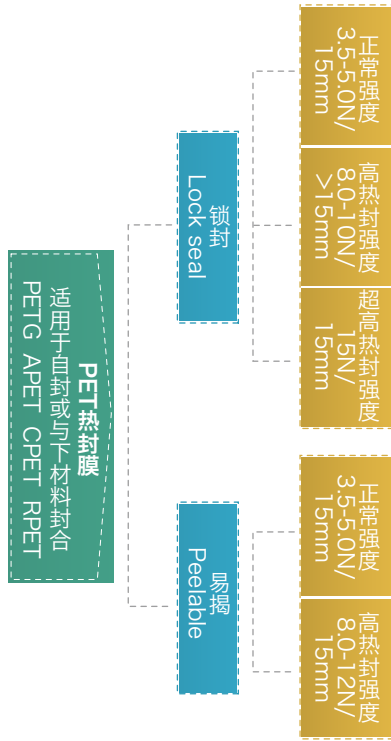 PET热封膜
适用于自封或与下材料封合
PETG APET CPET RPET
锁封
Lock seal
正常强度
3.5-5.0N/
15mm
高热封强度
8.0-10N/
>15mm
超高热封强度
15N/
15mm
易揭
Peelable
正常强度
3.5-5.0N/
15mm
高热封强度
8.0-12N/
15mm